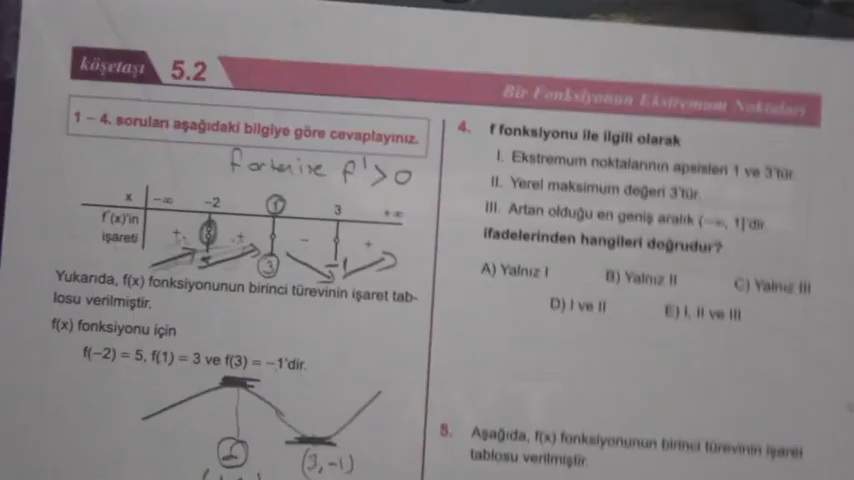 köşetaşı 5.2
Bir Fonksiyonun Ekstremum Noktaları
1 – 4. soruları aşağıdaki bilgiye göre cevaplayınız.
f' > 0
x -∞ -2 1 3 +∞
f'(x)'in
işareti
+ + - +
5 3 -1
Yukarıda, f(x) fonksiyonunun birinci türevinin işaret tab-
losu verilmiştir.
f(x) fonksiyonu için
f(–2) = 5, f(1) = 3 ve f(3) = –1'dir.
(3,-1)
4. f fonksiyonu ile ilgili olarak
I. Ekstremum noktalarının apsisleri 1 ve 3'tür.
II. Yerel maksimum değeri 3'tür.
III. Artan olduğu en geniş aralık (–∞, 1]'dir.
ifadelerinden hangileri doğrudur?
A) Yalnız I B) Yalnız II C) Yalnız III
D) I ve II E) I, II ve III
5. Aşağıda, f(x) fonksiyonunun birinci türevinin işaret
tablosu verilmiştir.